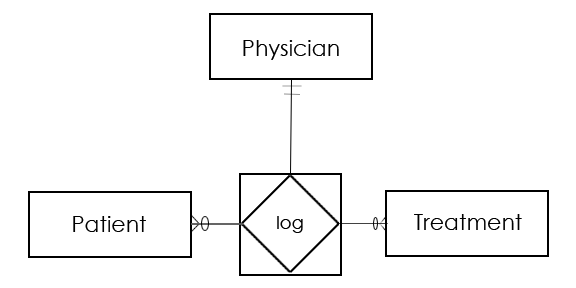 Physician
Patient
log
Treatment